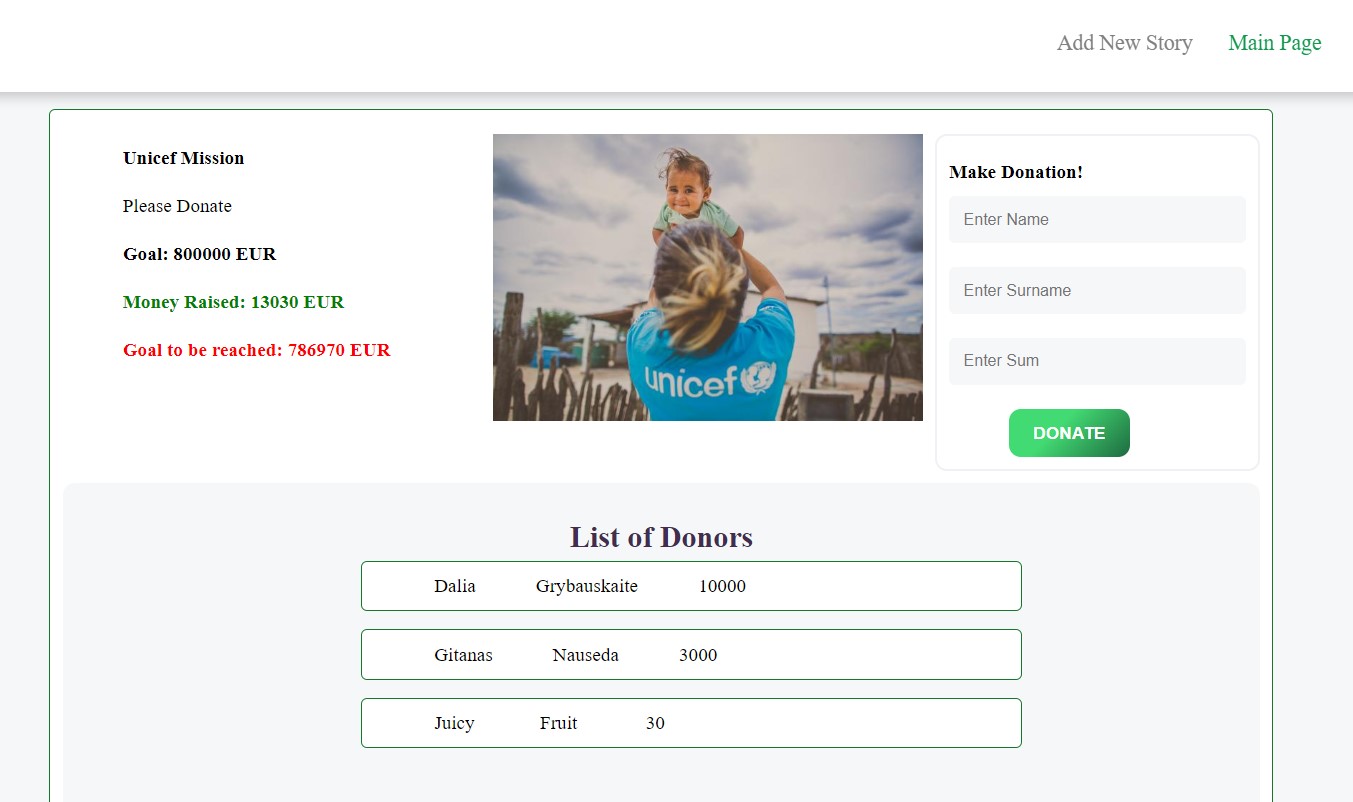 Add New Story Main Page
Unicef Mission
Please Donate
Goal: 800000 EUR
Money Raised: 13030 EUR
Goal to be reached: 786970 EUR
unicef
Make Donation!
Enter Name
Enter Surname
Enter Sum
DONATE
List of Donors
Dalia Grybauskaite 10000
Gitanas Nauseda 3000
Juicy Fruit 30